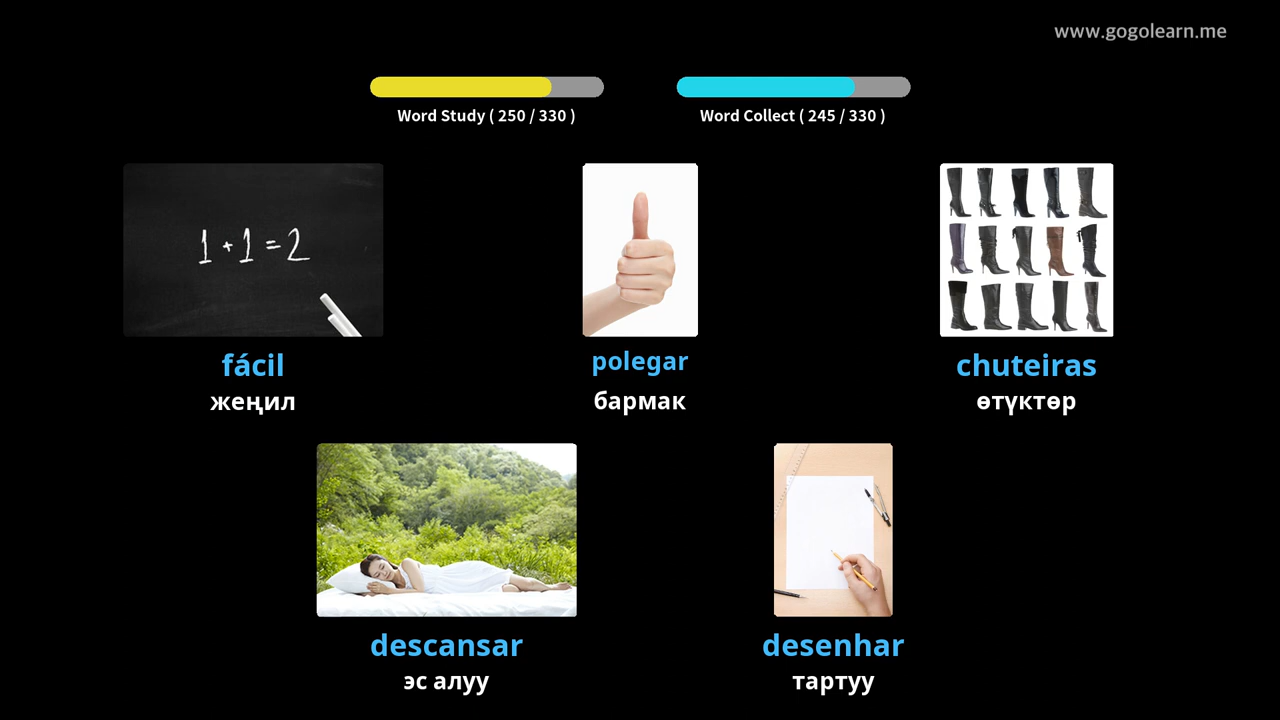 www.gogolearn.me
Word Study ( 250 / 330 )
Word Collect ( 245 / 330 )
1 + 1 = 2
fácil
жеңил
polegar
бармак
chuteiras
өтүктөр
descansar
эс алуу
desenhar
тартуу